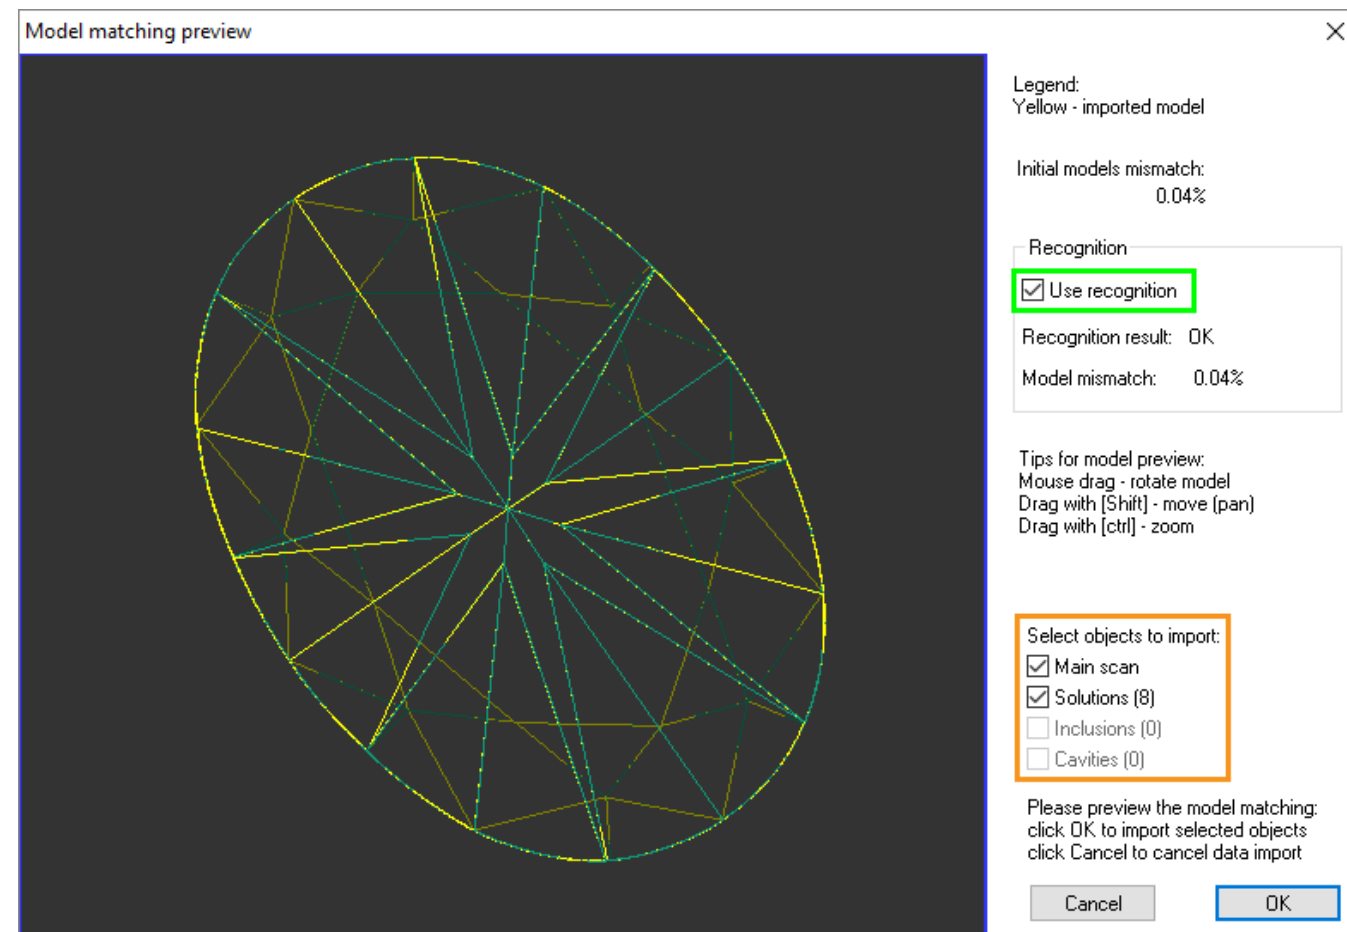 Model matching preview
Legend:
Yellow - imported model
Initial models mismatch:
0.04%
Recognition
Use recognition
Recognition result: OK
Model mismatch: 0.04%
Tips for model preview:
Mouse drag - rotate model
Drag with [Shift] - move (pan)
Drag with [ctrl] - zoom
Select objects to import:
Main scan
Solutions (8)
Inclusions (0)
Cavities (0)
Please preview the model matching:
click OK to import selected objects
click Cancel to cancel data import
Cancel OK